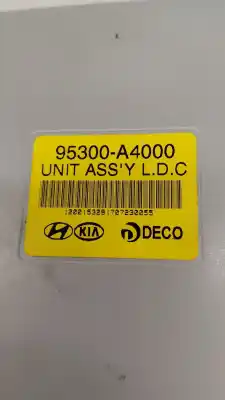 95300-A4000
UNIT ASS'Y L.D.C
KIA DECO